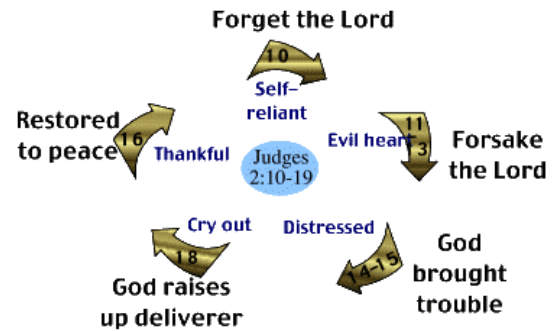 Forget the Lord
10
Self-
reliant
11
13
Evil heart
Forsake
the Lord
14-15
Distressed
God
brought
trouble
18
Cry out
God raises
up deliverer
16
Thankful
Restored
to peace
Judges
2:10-19